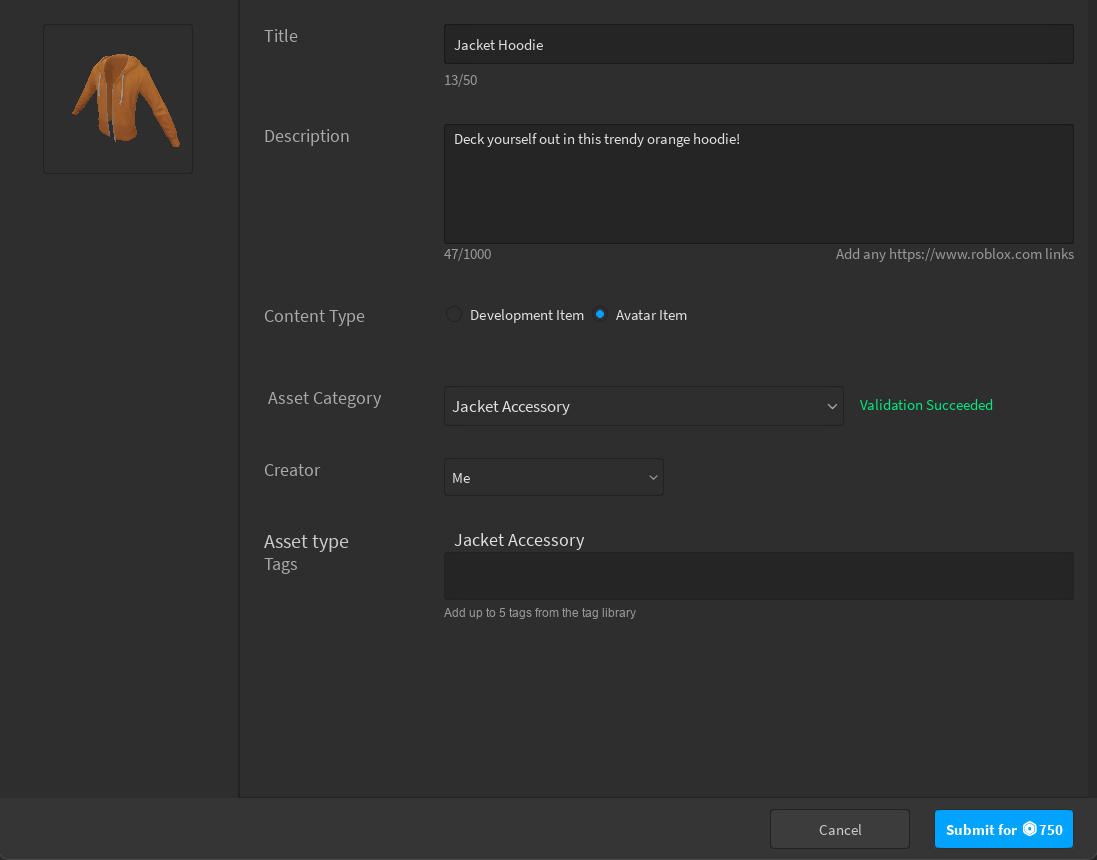 Title
Jacket Hoodie
13/50
Description
Deck yourself out in this trendy orange hoodie!
47/1000
Add any https://www.roblox.com links
Content Type
Development Item
Avatar Item
Asset Category
Jacket Accessory
Validation Succeeded
Creator
Me
Asset type
Jacket Accessory
Tags
Add up to 5 tags from the tag library
Cancel
Submit for 750